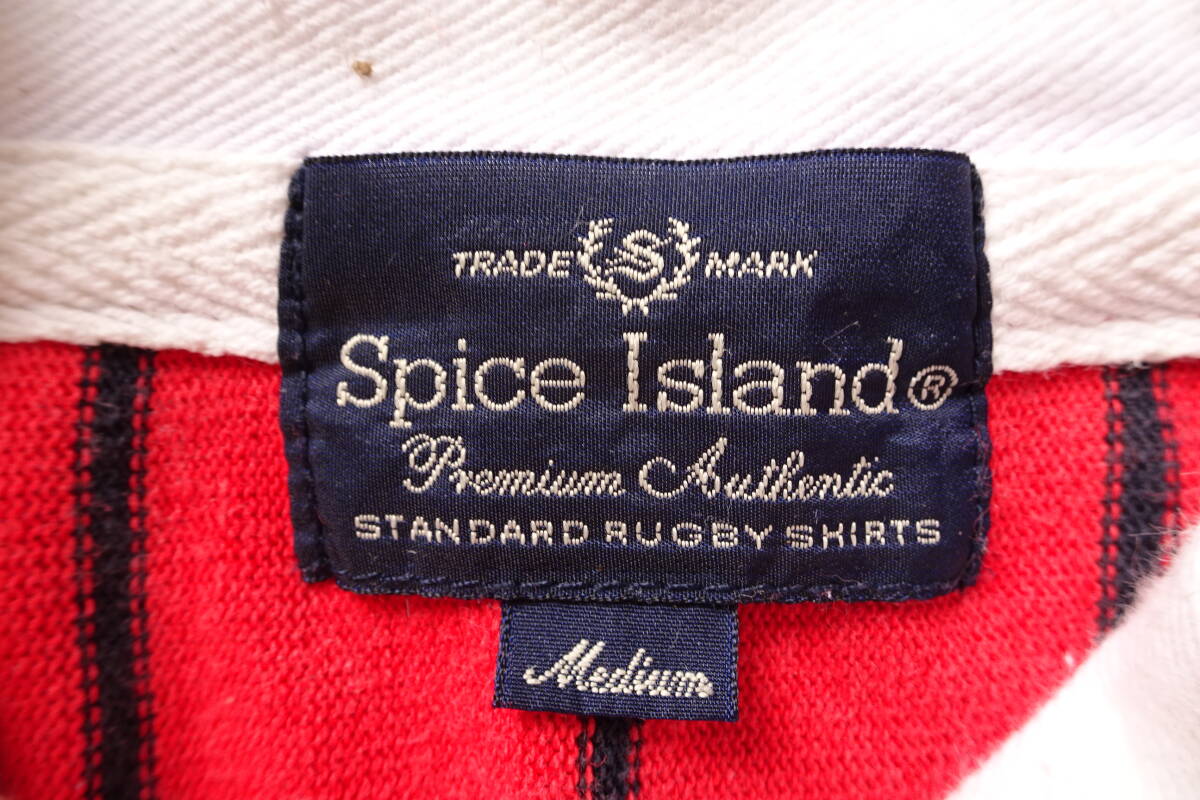 TRADE S MARK
Spice Island®
Premium Authentic
STANDARD RUGBY SHIRTS
Medium